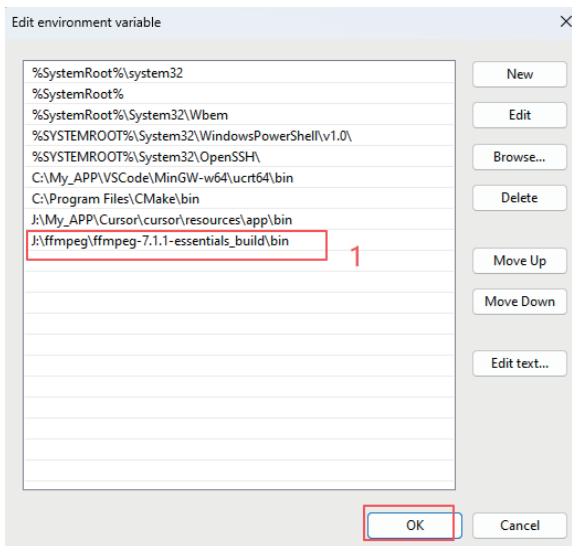 Edit environment variable
%SystemRoot%\system32
%SystemRoot%
%SystemRoot%\System32\Wbem
%SYSTEMROOT%\System32\WindowsPowerShell\v1.0\
%SYSTEMROOT%\System32\OpenSSH\
C:\My_APP\VSCode\MinGW-w64\ucrt64\bin
C:\Program Files\CMake\bin
J:\My_APP\Cursor\cursor\resources\app\bin
J:\ffmpeg\ffmpeg-7.1.1-essentials_build\bin
1
New
Edit
Browse...
Delete
Move Up
Move Down
Edit text...
OK
Cancel